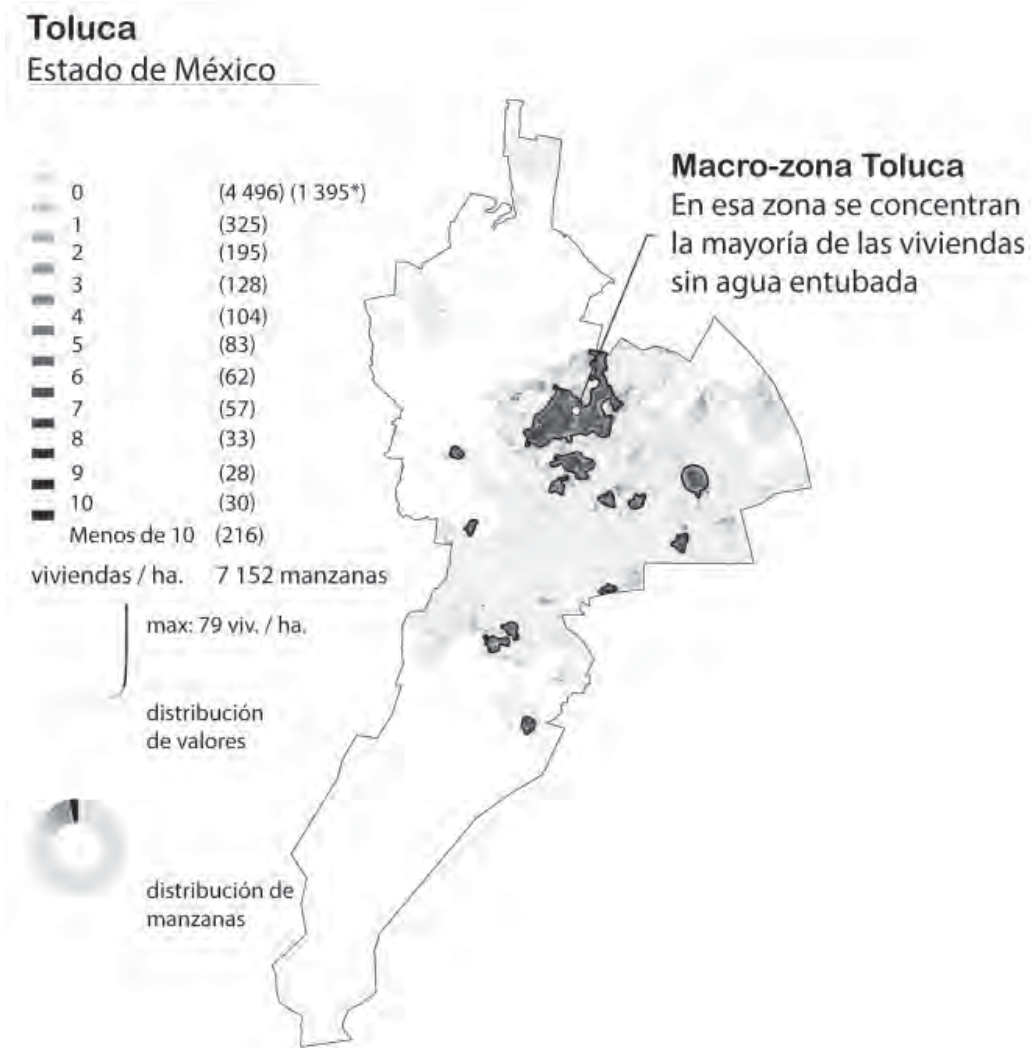 Toluca
Estado de México
Macro-zona Toluca
En esa zona se concentran
la mayoría de las viviendas
sin agua entubada
0 (4 496) (1 395*)
1 (325)
2 (195)
3 (128)
4 (104)
5 (83)
6 (62)
7 (57)
8 (33)
9 (28)
10 (30)
Menos de 10 (216)
viviendas / ha. 7 152 manzanas
max: 79 viv. / ha.
distribución
de valores
distribución de
manzanas